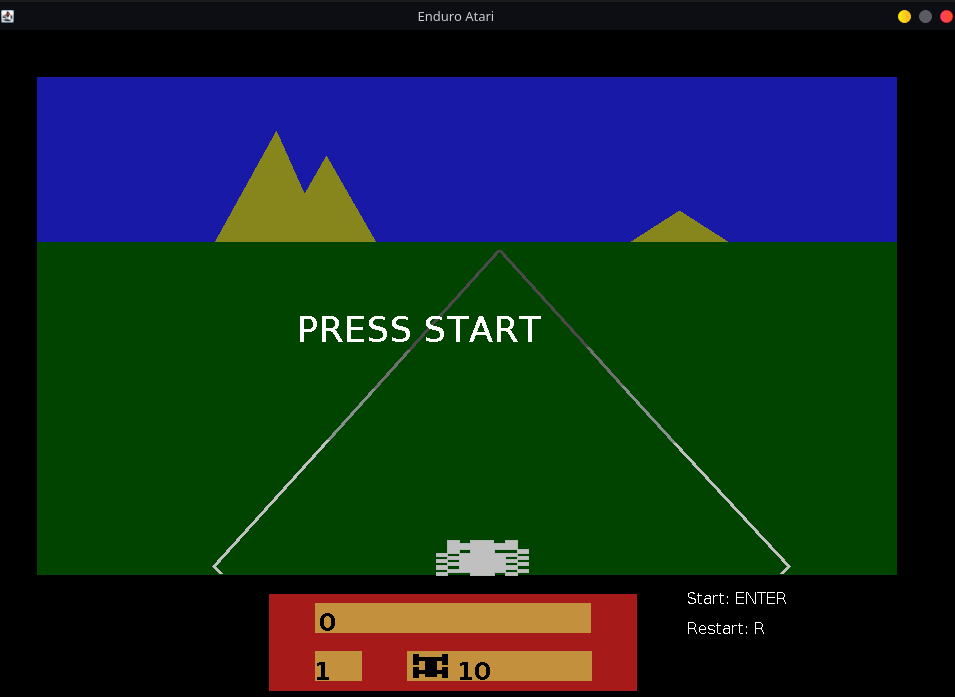 Enduro Atari
PRESS START
0
1
10
Start: ENTER
Restart: R